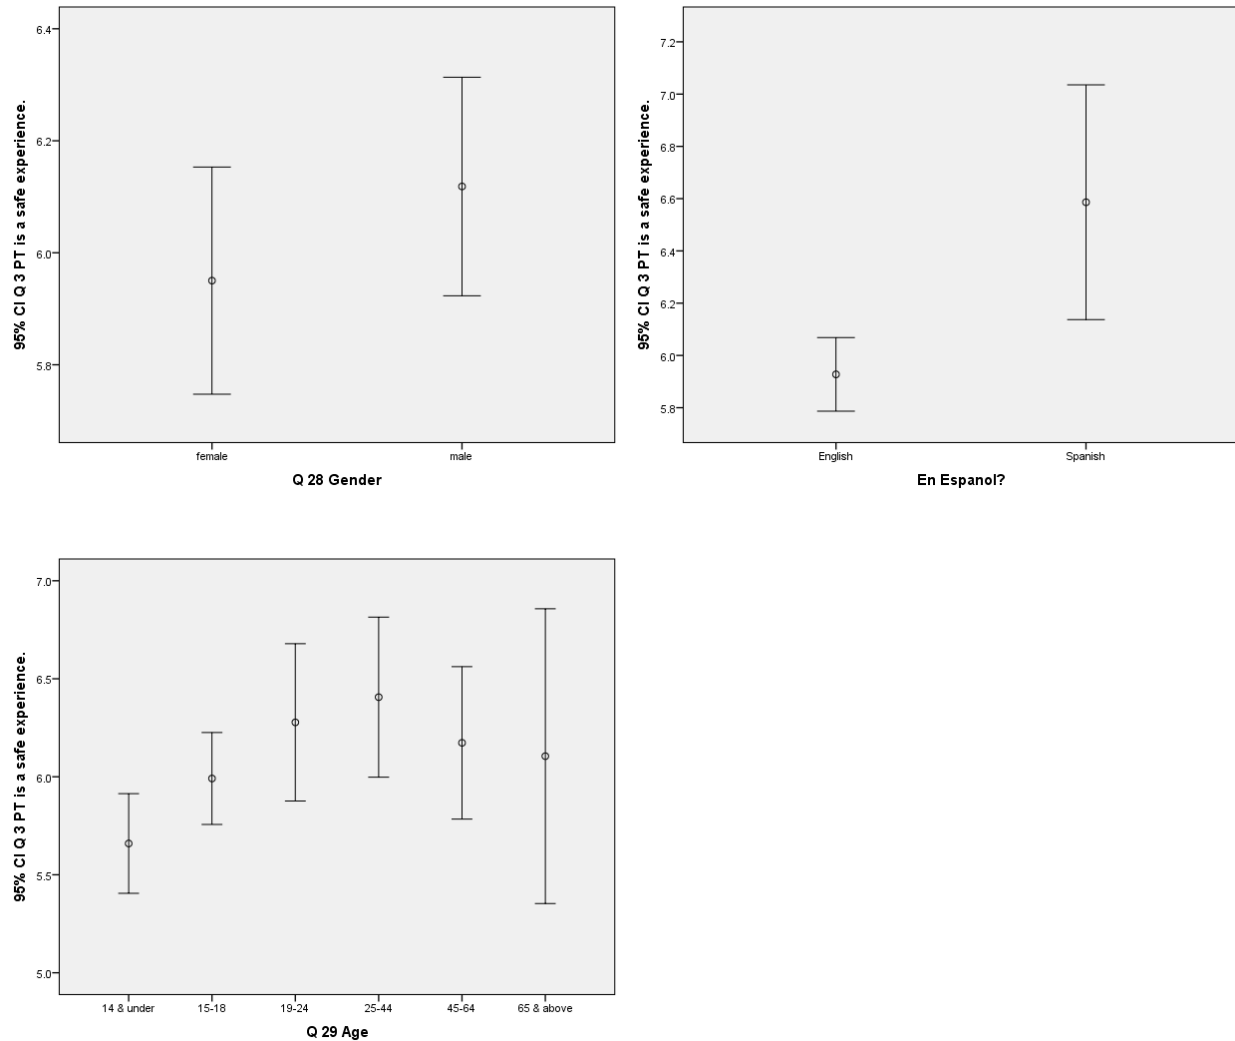 95% CI Q 3 PT is a safe experience.
6.4
6.2
6.0
5.8
female
male
Q 28 Gender
95% CI Q 3 PT is a safe experience.
7.2
7.0
6.8
6.6
6.4
6.2
6.0
5.8
English
Spanish
En Espanol?
95% CI Q 3 PT is a safe experience.
7.0
6.5
6.0
5.5
5.0
14 & under
15-18
19-24
25-44
45-64
65 & above
Q 29 Age